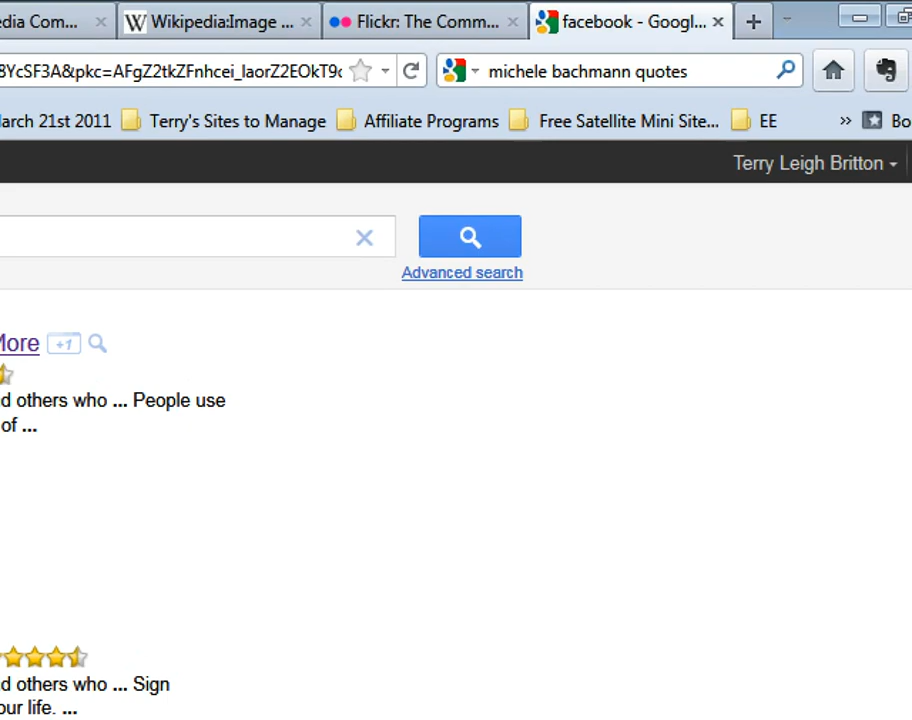 edia Com...
Wikipedia:Image ...
Flickr: The Comm...
facebook - Googl...
8YcSF3A&pkc=AFgZ2tkZFnhcei_laorZ2EOkT9c
michele bachmann quotes
March 21st 2011
Terry's Sites to Manage
Affiliate Programs
Free Satellite Mini Site...
EE
»
Bo
Terry Leigh Britton
Advanced search
More
+1
d others who ... People use
of ...
d others who ... Sign
our life. ...